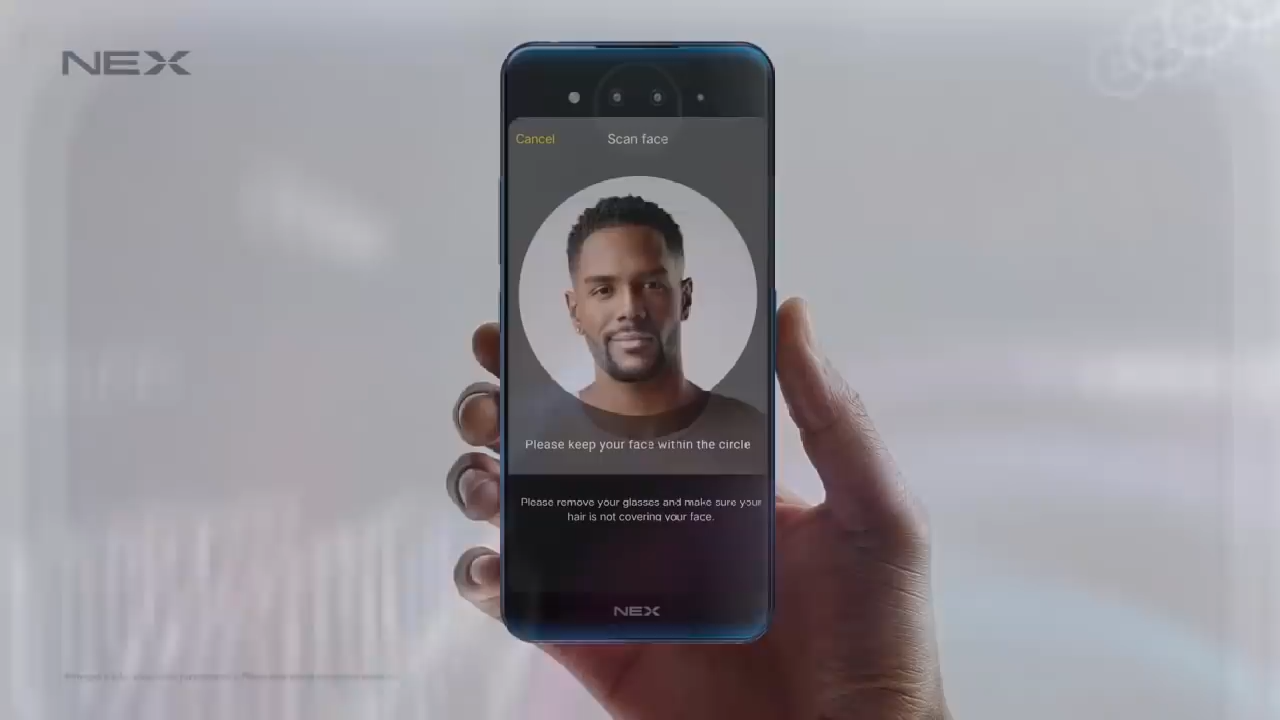 NEX
Cancel
Scan face
Please keep your face within the circle
Please remove your glasses and make sure your
hair is not covering your face.
NEX